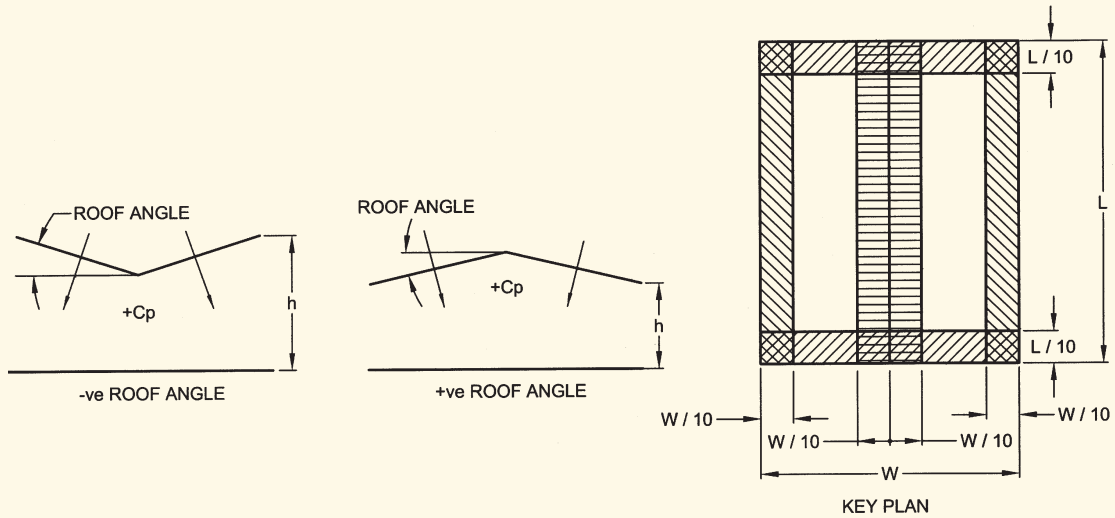 ROOF ANGLE
+Cp
h
-ve ROOF ANGLE
ROOF ANGLE
+Cp
h
+ve ROOF ANGLE
L / 10
L
L / 10
W / 10
W / 10
W / 10
W / 10
W
KEY PLAN